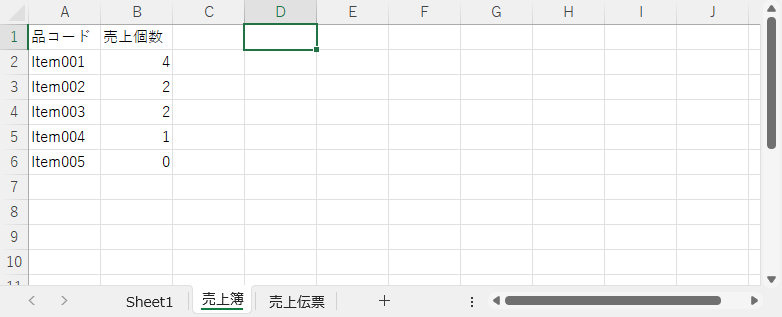 A B C D E F G H I J
1 品コード 売上個数
2 Item001 4
3 Item002 2
4 Item003 2
5 Item004 1
6 Item005 0
7
8
9
10
11
Sheet1 売上簿 売上伝票 +